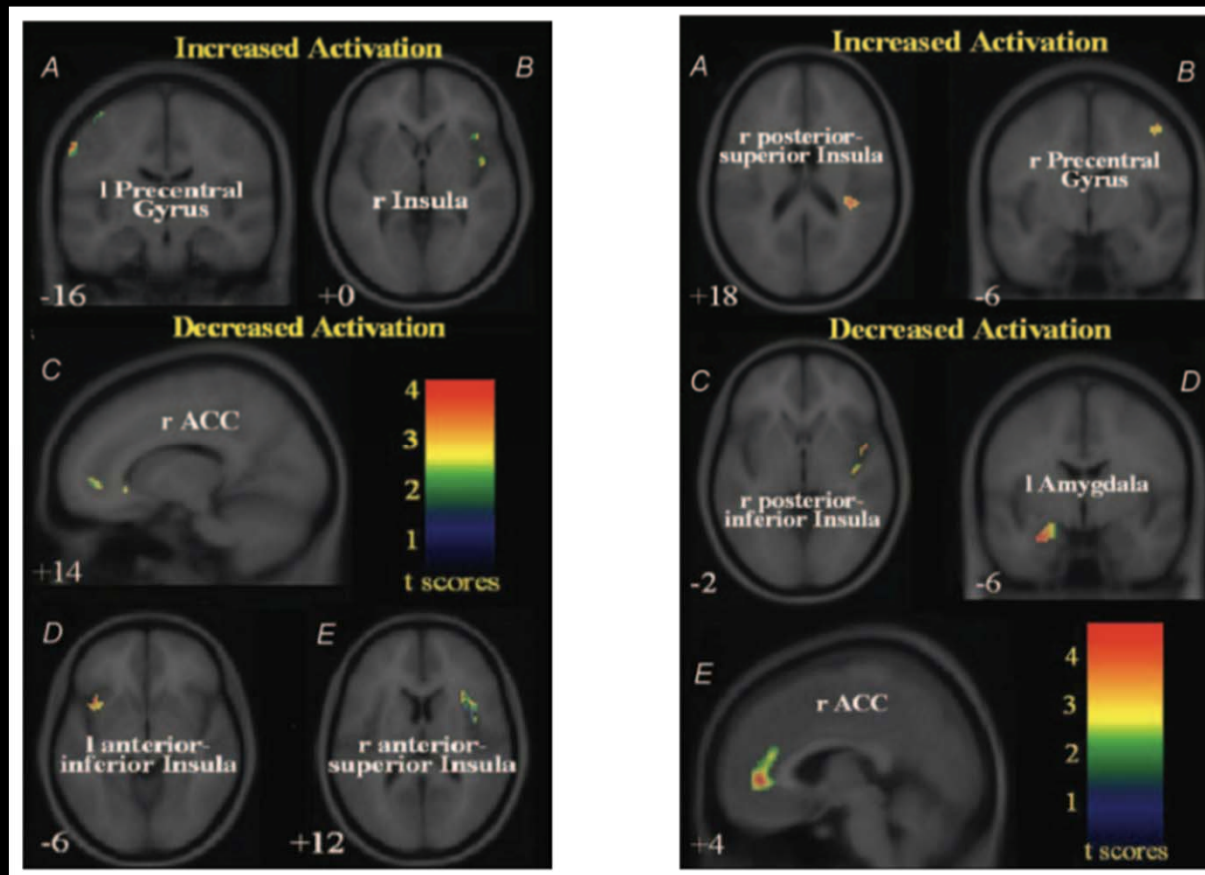 Increased Activation
A
B
l Precentral
Gyrus
r Insula
-16
+0
Decreased Activation
C
r ACC
4
3
2
1
t scores
+14
D
E
l anterior-
inferior Insula
r anterior-
superior Insula
-6
+12
Increased Activation
A
B
r posterior-
superior Insula
r Precentral
Gyrus
+18
-6
Decreased Activation
C
D
r posterior-
inferior Insula
l Amygdala
-2
-6
E
r ACC
4
3
2
1
t scores
+4